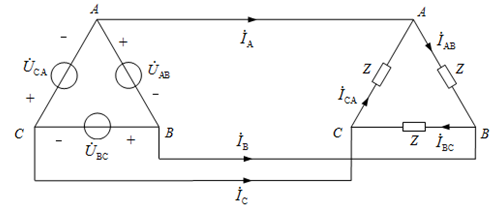 A
A
- +
İ_A
İ_AB
U̇_CA
U̇_AB
Z
Z
İ_CA
+ -
C - + B
C
B
U̇_BC
Z
İ_BC
İ_B
İ_C